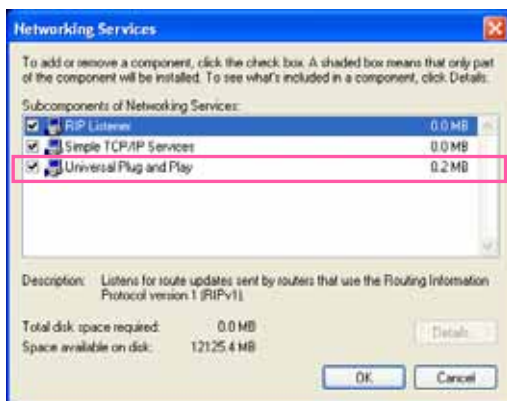 Networking Services
To add or remove a component, click the check box. A shaded box means that only part
of the component will be installed. To see what's included in a component, click Details.
Subcomponents of Networking Services:
RIP Listener 0.0 MB
Simple TCP/IP Services 0.0 MB
Universal Plug and Play 0.2 MB
Description: Listens for route updates sent by routers that use the Routing Information
Protocol version 1 (RIPv1).
Total disk space required: 0.0 MB
Space available on disk: 12125.4 MB
Details...
OK Cancel